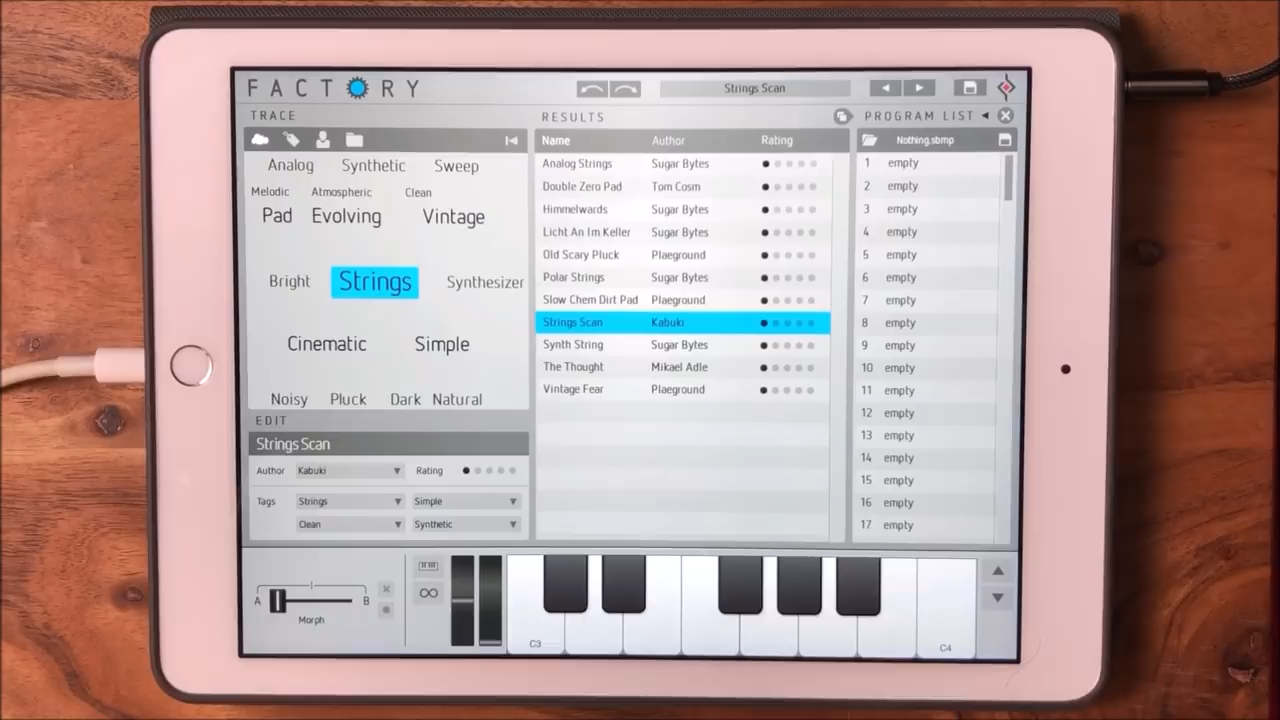 FACTORY
Strings Scan
TRACE
Analog Synthetic Sweep
Melodic Atmospheric Clean
Pad Evolving Vintage
Bright Strings Synthesizer
Cinematic Simple
Noisy Pluck Dark Natural
EDIT
Strings Scan
Author Kabuki Rating
Tags Strings Simple
Clean Synthetic
RESULTS
Name Author Rating
Analog Strings Sugar Bytes
Double Zero Pad Tom Cosm
Himmelwards Sugar Bytes
Licht An Im Keller Sugar Bytes
Old Scary Pluck Plaeground
Polar Strings Sugar Bytes
Slow Chem Dirt Pad Plaeground
Strings Scan Kabuki
Synth String Sugar Bytes
The Thought Mikael Adle
Vintage Fear Plaeground
PROGRAM LIST
Nothing.sbmp
1 empty
2 empty
3 empty
4 empty
5 empty
6 empty
7 empty
8 empty
9 empty
10 empty
11 empty
12 empty
13 empty
14 empty
15 empty
16 empty
17 empty
A B
Morph
C3
C4